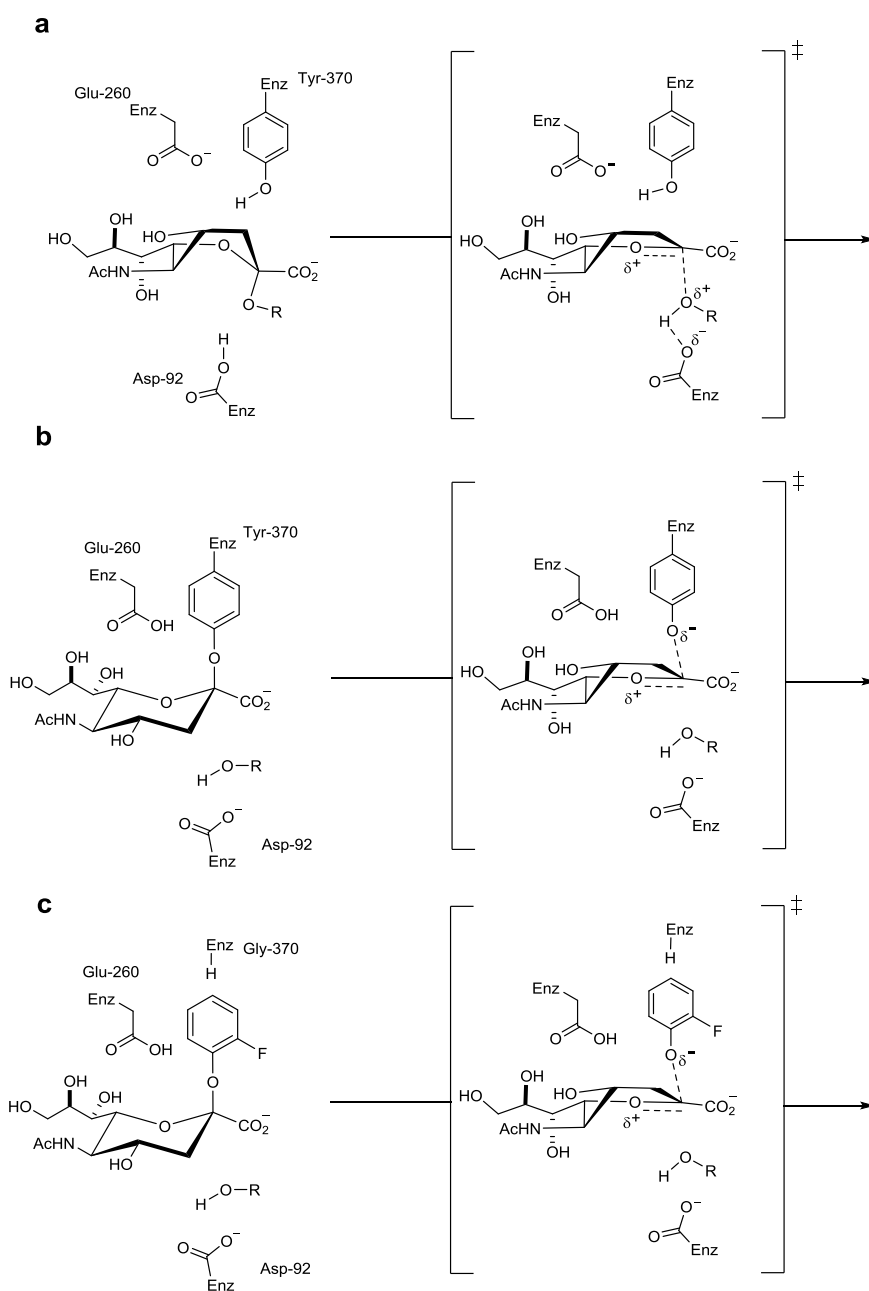 a
Glu-260
Enz
Enz
Tyr-370
O
O−
H
O
HO
OH
HO
O
AcHN
OH
CO2−
O
R
H
O
Asp-92
O
Enz
‡
Enz
Enz
O
O−
H
O
HO
OH
HO
O
δ+
AcHN
OH
CO2−
O
δ+
H
R
δ−
O
O
Enz
b
Glu-260
Enz
Enz
Tyr-370
O
OH
O
HO
OH
OH
O
CO2−
AcHN
HO
H
O
R
O
O−
Enz
Asp-92
‡
Enz
Enz
O
OH
O
δ−
HO
OH
HO
O
δ+
AcHN
OH
CO2−
H
O
R
O−
O
Enz
c
Glu-260
Enz
Enz
H
Gly-370
O
OH
F
O
HO
OH
OH
O
CO2−
AcHN
HO
H
O
R
O
O−
Enz
Asp-92
‡
Enz
H
Enz
O
OH
F
O
δ−
HO
OH
HO
O
δ+
AcHN
OH
CO2−
H
O
R
O−
O
Enz